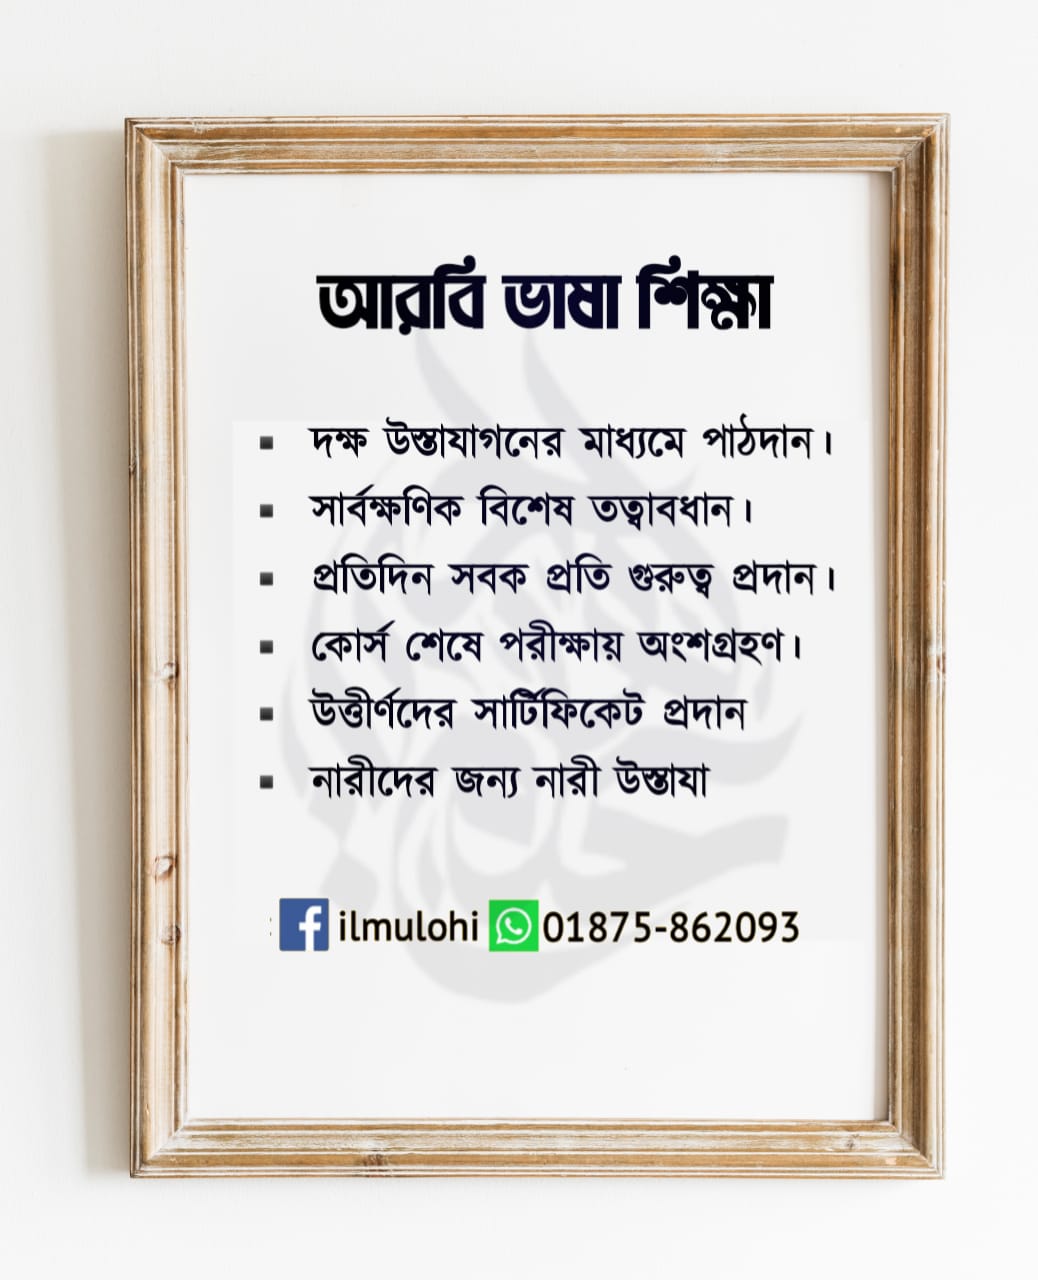 আরবি ভাষা শিক্ষা
▪ দক্ষ উস্তাযাগনের মাধ্যমে পাঠদান।
▪ সার্বক্ষণিক বিশেষ তত্বাবধান।
▪ প্রতিদিন সবক প্রতি গুরুত্ব প্রদান।
▪ কোর্স শেষে পরীক্ষায় অংশগ্রহণ।
▪ উত্তীর্ণদের সার্টিফিকেট প্রদান
▪ নারীদের জন্য নারী উস্তাযা
ilmulohi 01875-862093